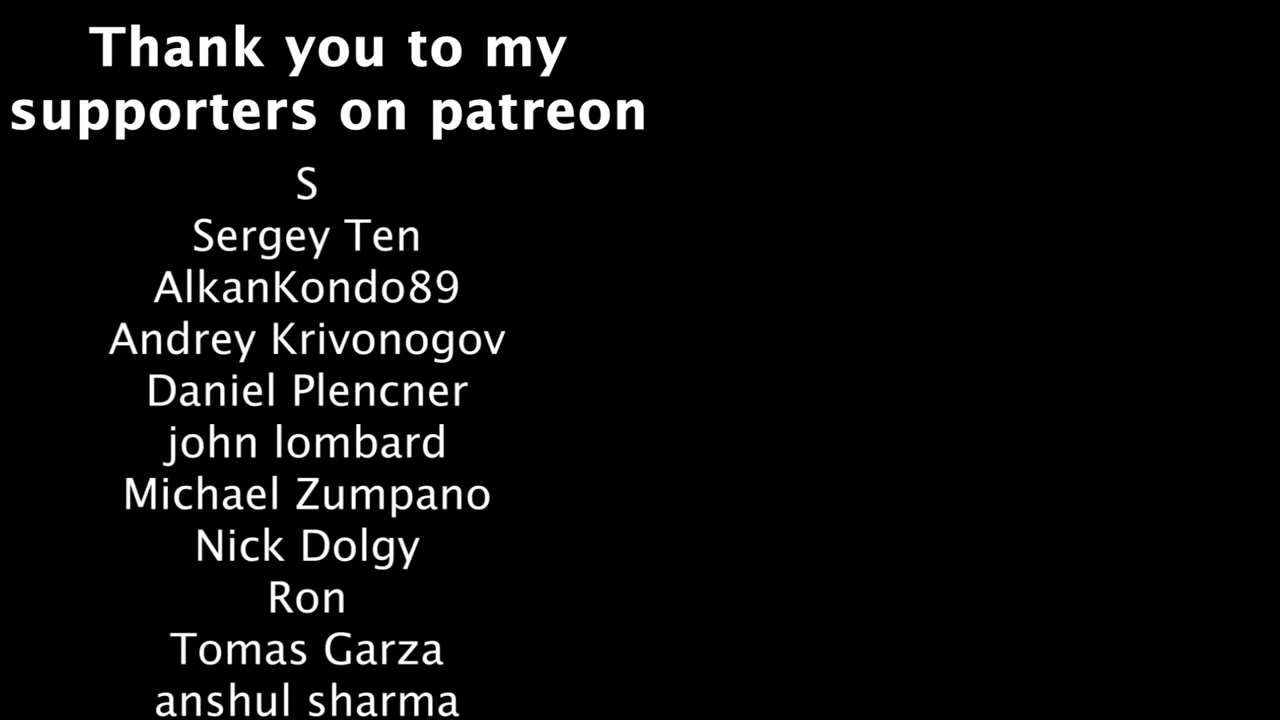 Thank you to my
supporters on patreon
S
Sergey Ten
AlkanKondo89
Andrey Krivonogov
Daniel Plencner
john lombard
Michael Zumpano
Nick Dolgy
Ron
Tomas Garza
anshul sharma